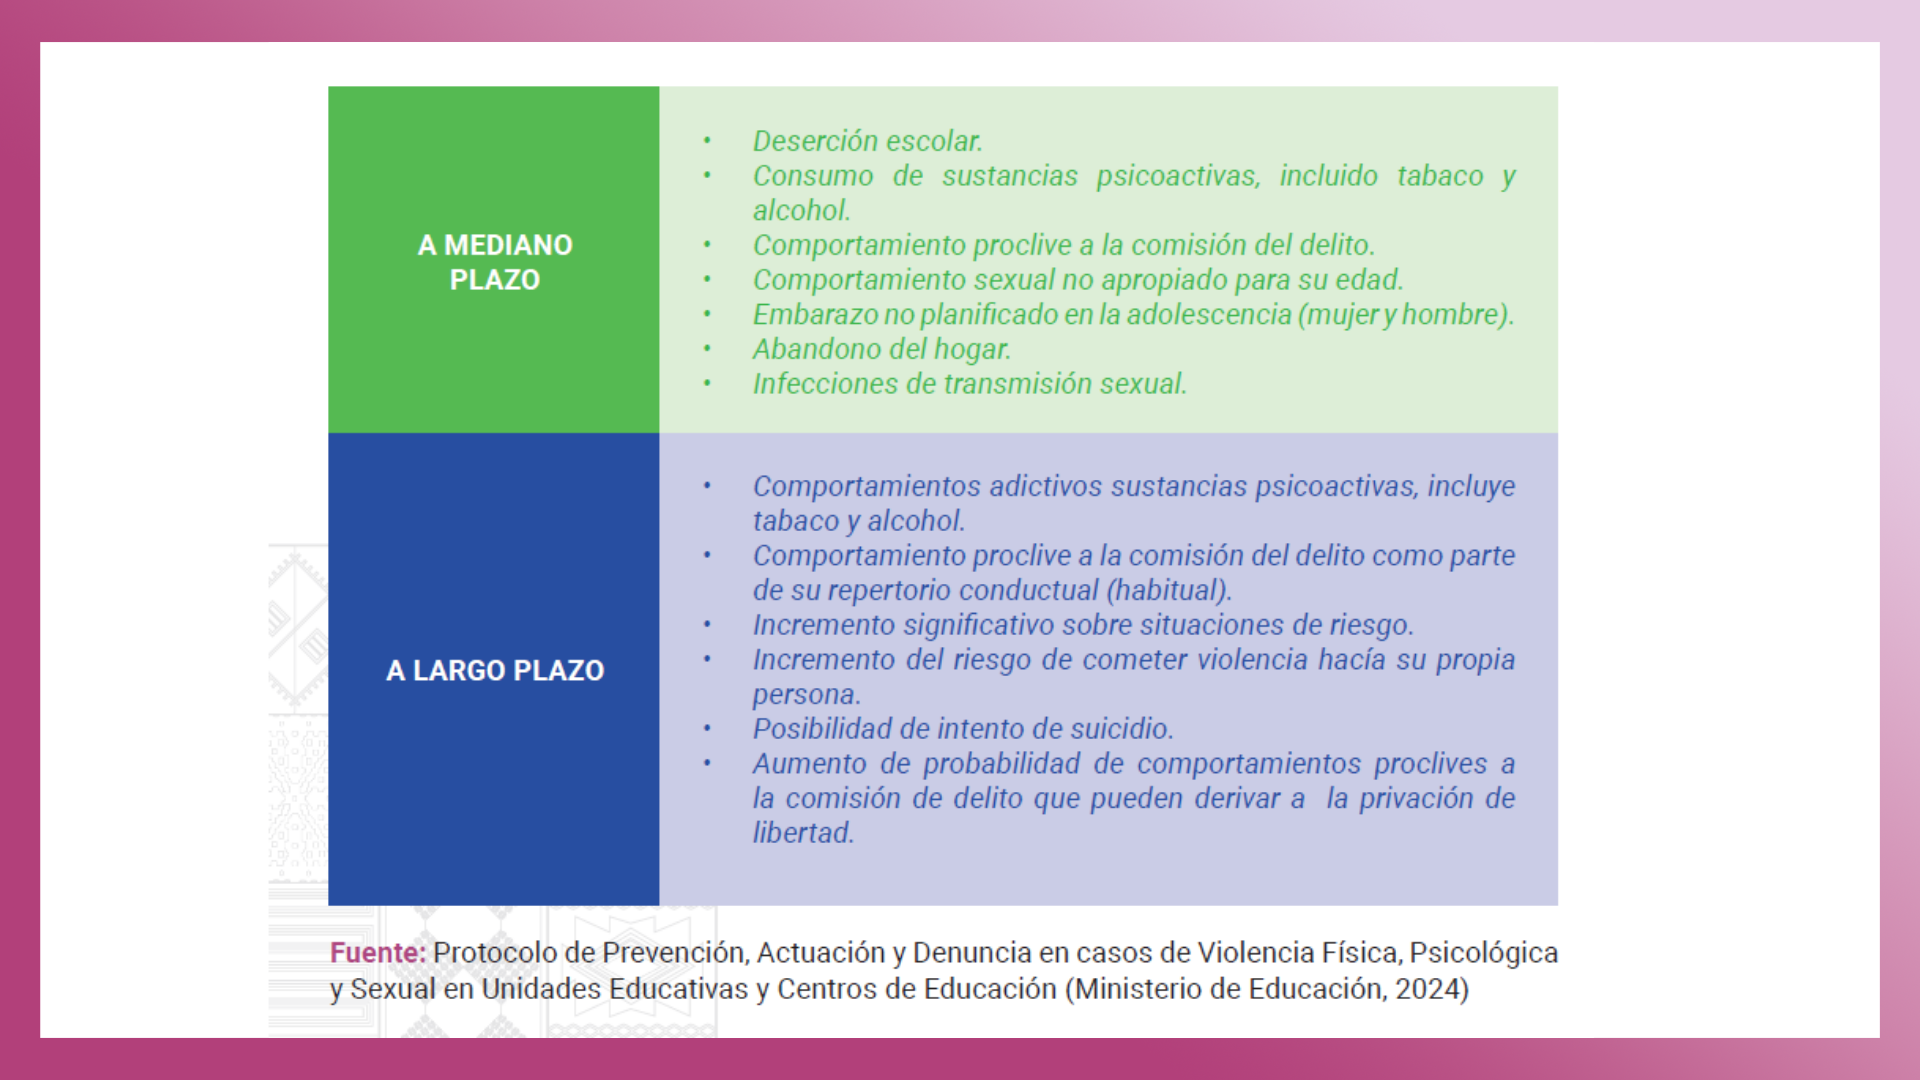 A MEDIANO
PLAZO
• Deserción escolar.
• Consumo de sustancias psicoactivas, incluido tabaco y
alcohol.
• Comportamiento proclive a la comisión del delito.
• Comportamiento sexual no apropiado para su edad.
• Embarazo no planificado en la adolescencia (mujer y hombre).
• Abandono del hogar.
• Infecciones de transmisión sexual.
A LARGO PLAZO
• Comportamientos adictivos sustancias psicoactivas, incluye
tabaco y alcohol.
• Comportamiento proclive a la comisión del delito como parte
de su repertorio conductual (habitual).
• Incremento significativo sobre situaciones de riesgo.
• Incremento del riesgo de cometer violencia hacía su propia
persona.
• Posibilidad de intento de suicidio.
• Aumento de probabilidad de comportamientos proclives a
la comisión de delito que pueden derivar a la privación de
libertad.
Fuente: Protocolo de Prevención, Actuación y Denuncia en casos de Violencia Física, Psicológica
y Sexual en Unidades Educativas y Centros de Educación (Ministerio de Educación, 2024)